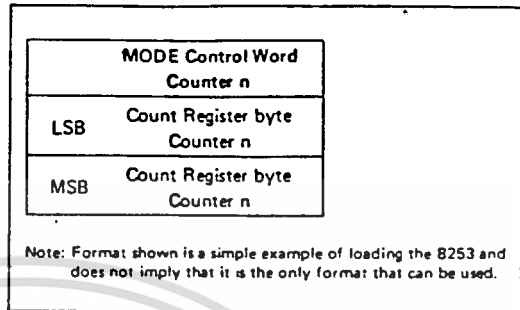 MODE Control Word
Counter n
LSB Count Register byte
Counter n
MSB Count Register byte
Counter n
Note: Format shown is a simple example of loading the 8253 and
does not imply that it is the only format that can be used.